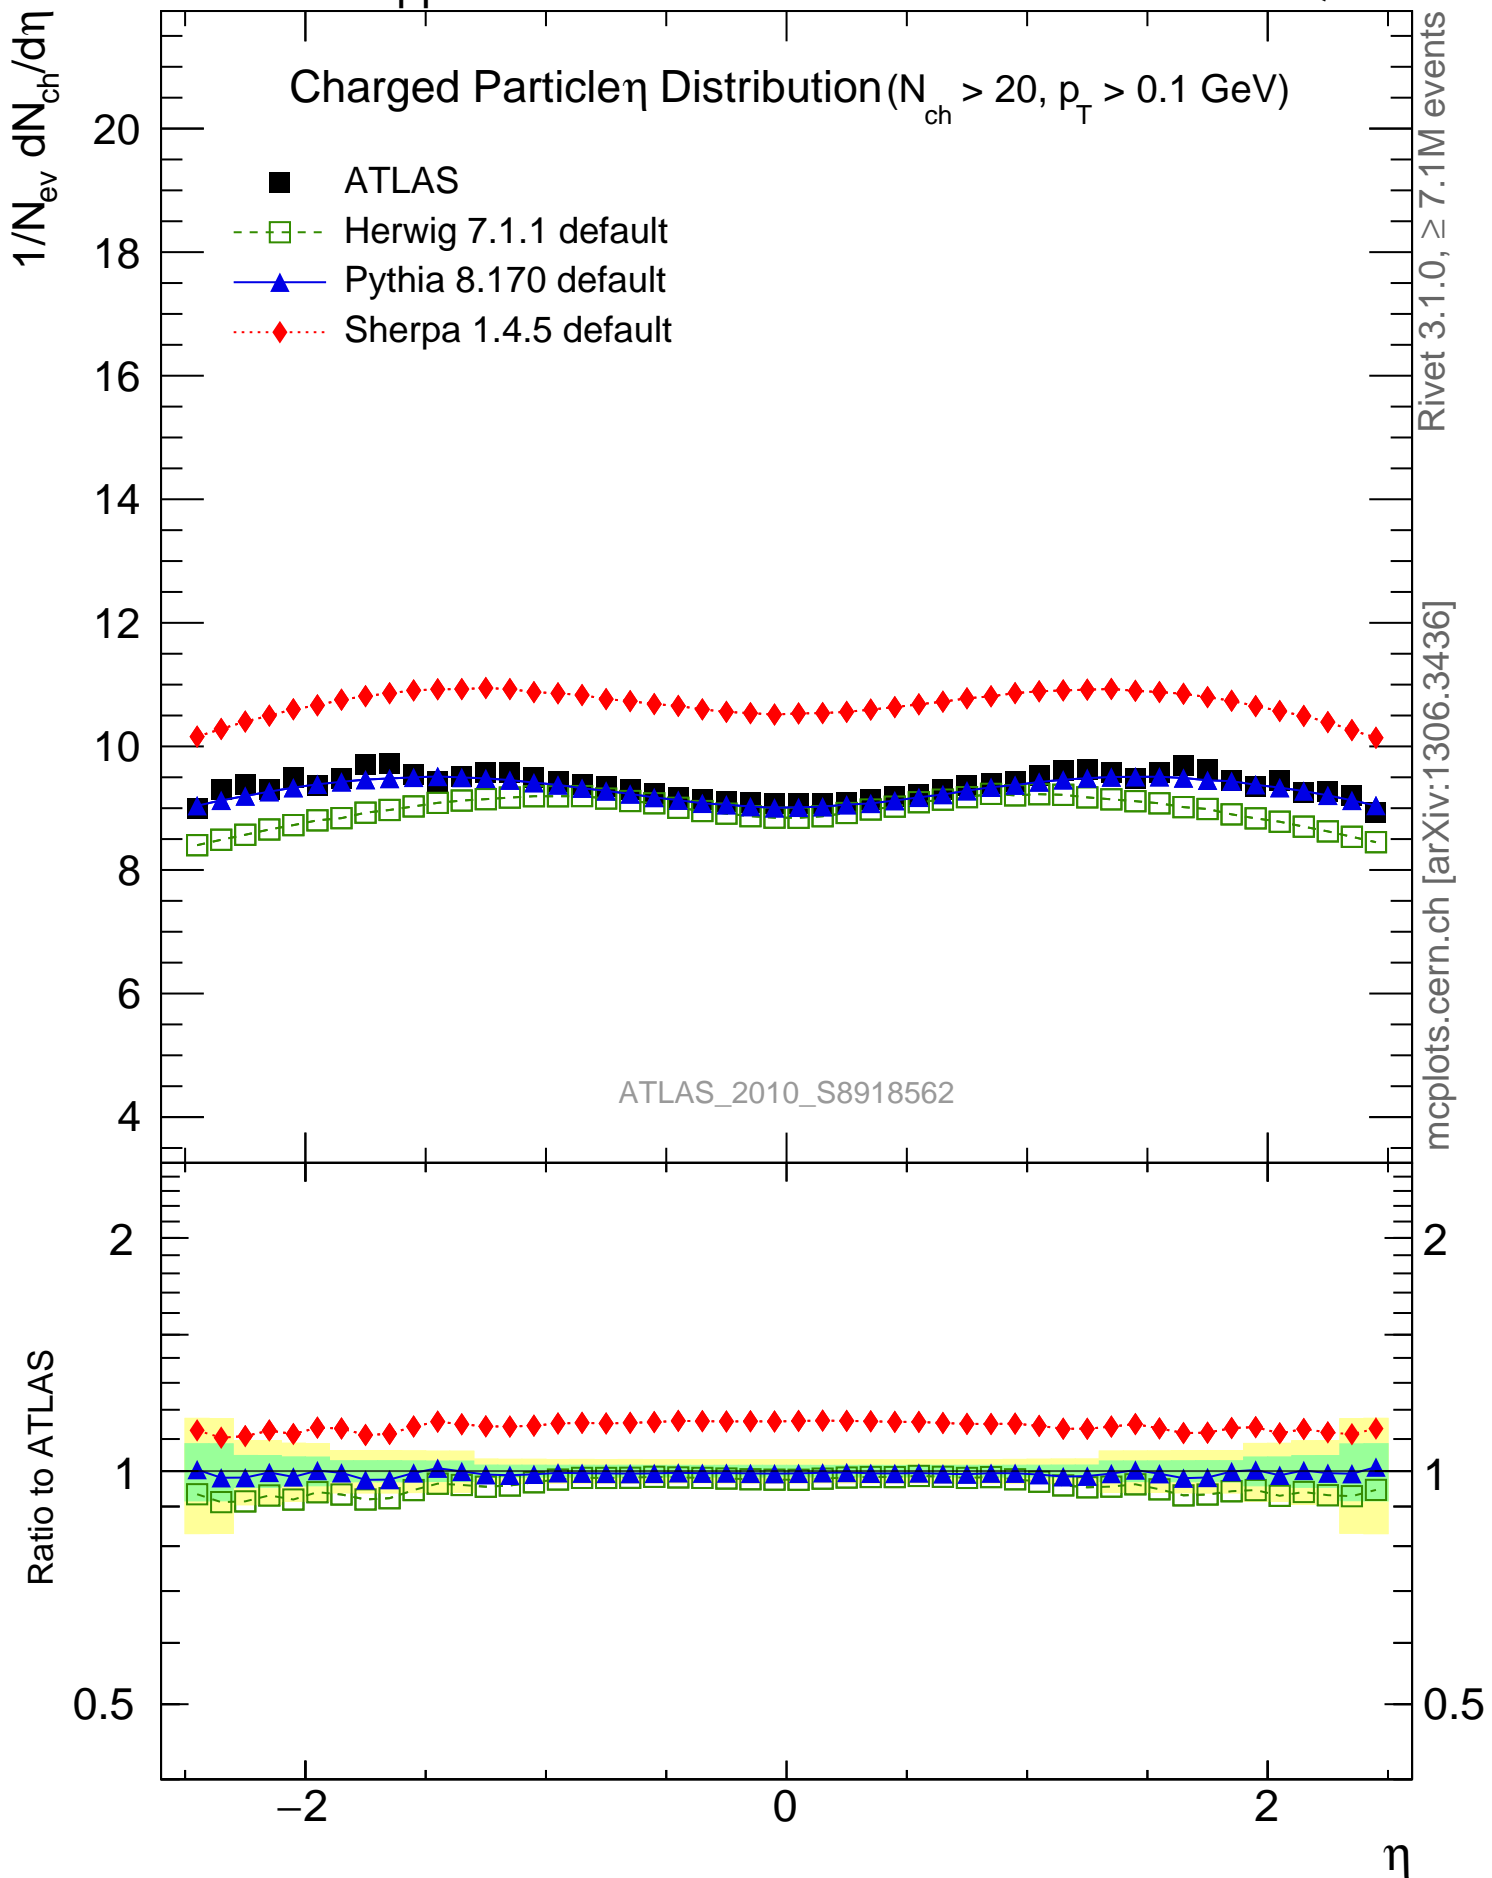 pp
1/N_ev dN_ch/dη
Charged Particleη Distribution (N_ch > 20, p_T > 0.1 GeV)
ATLAS
Herwig 7.1.1 default
Pythia 8.170 default
Sherpa 1.4.5 default
20
18
16
14
12
10
8
6
4
ATLAS_2010_S8918562
Rivet 3.1.0, ≥ 7.1M events
mcplots.cern.ch [arXiv:1306.3436]
Ratio to ATLAS
2
1
0.5
2
1
0.5
−2
0
2
η